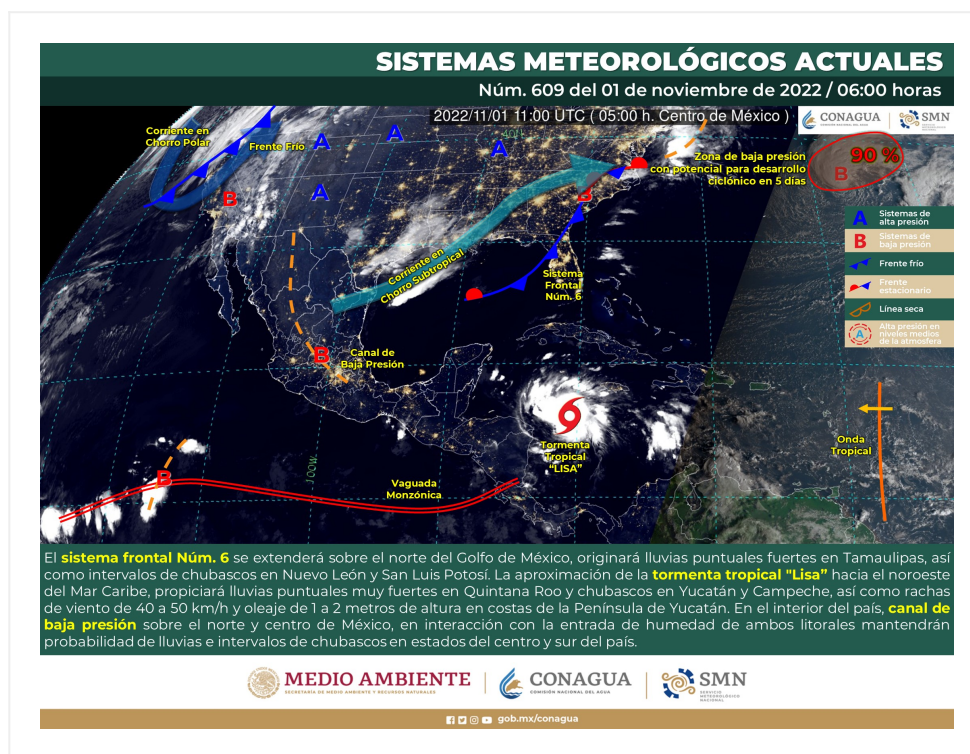 SISTEMAS METEOROLÓGICOS ACTUALES
Núm. 609 del 01 de noviembre de 2022 / 06:00 horas
2022/11/01 11:00 UTC ( 05:00 h. Centro de México )
CONAGUA
COMISIÓN NACIONAL DEL AGUA
SMN
Corriente en
Chorro Polar
Frente Frío
A
A
A
A
B
40N
Zona de baja presión
con potencial para desarrollo
ciclónico en 5 días
90 %
B
B
A
Sistemas de
alta presión
B
Sistemas de
baja presión
Frente frío
Frente
estacionario
Línea seca
A
Alta presión en
niveles medios
de la atmosfera
Corriente en
Chorro Subtropical
Sistema
Frontal
Núm. 6
B
Canal de
Baja Presión
Tormenta
Tropical
“LISA”
Onda
Tropical
100W
B
Vaguada
Monzónica
El sistema frontal Núm. 6 se extenderá sobre el norte del Golfo de México, originará lluvias puntuales fuertes en Tamaulipas, así
como intervalos de chubascos en Nuevo León y San Luis Potosí. La aproximación de la tormenta tropical "Lisa” hacia el noroeste
del Mar Caribe, propiciará lluvias puntuales muy fuertes en Quintana Roo y chubascos en Yucatán y Campeche, así como rachas
de viento de 40 a 50 km/h y oleaje de 1 a 2 metros de altura en costas de la Península de Yucatán. En el interior del país, canal de
baja presión sobre el norte y centro de México, en interacción con la entrada de humedad de ambos litorales mantendrán
probabilidad de lluvias e intervalos de chubascos en estados del centro y sur del país.
MEDIO AMBIENTE
SECRETARÍA DE MEDIO AMBIENTE Y RECURSOS NATURALES
CONAGUA
COMISIÓN NACIONAL DEL AGUA
SMN
SERVICIO
METEOROLÓGICO
NACIONAL
gob.mx/conagua